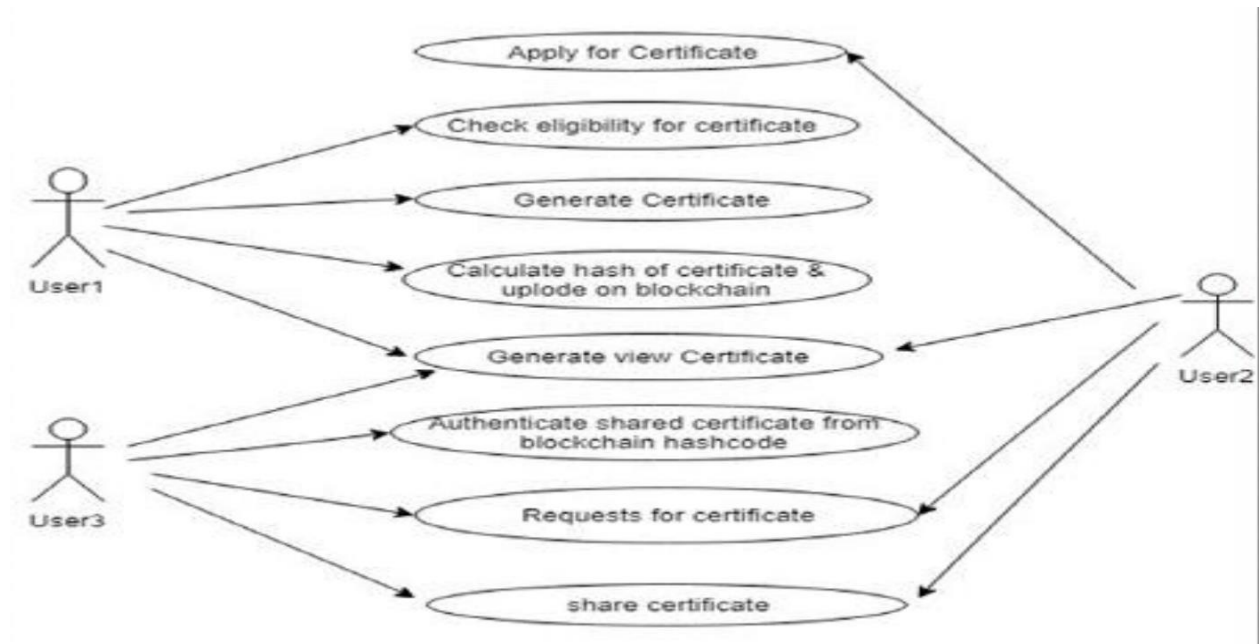 Apply for Certificate
Check eligibility for certificate
Generate Certificate
Calculate hash of certificate &
uplode on blockchain
User1
Generate view Certificate
User2
Authenticate shared certificate from
blockchain hashcode
Requests for certificate
User3
share certificate